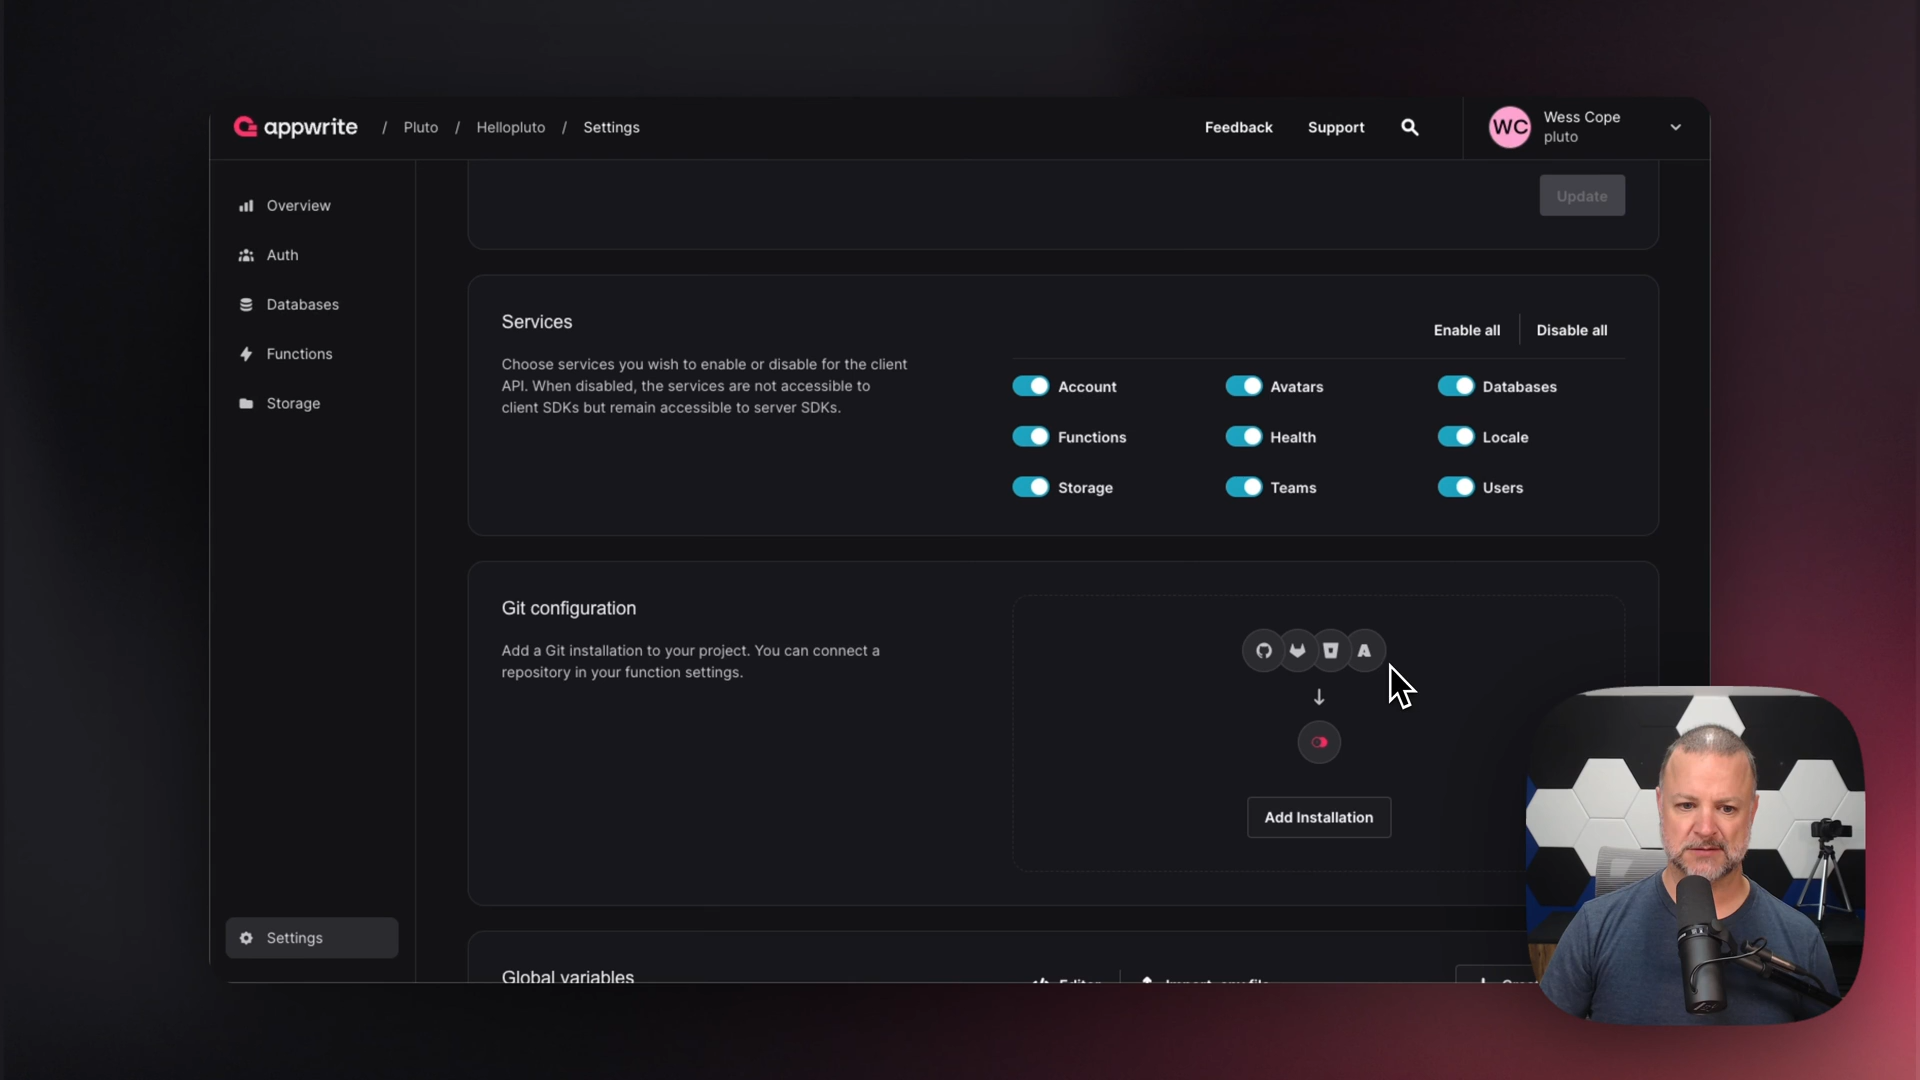 appwrite / Pluto / Hellopluto / Settings
Feedback Support
WC Wess Cope
pluto
Overview
Auth
Databases
Functions
Storage
Settings
Update
Services
Choose services you wish to enable or disable for the client
API. When disabled, the services are not accessible to
client SDKs but remain accessible to server SDKs.
Enable all Disable all
Account Avatars Databases
Functions Health Locale
Storage Teams Users
Git configuration
Add a Git installation to your project. You can connect a
repository in your function settings.
Add Installation
Global variables
Editor